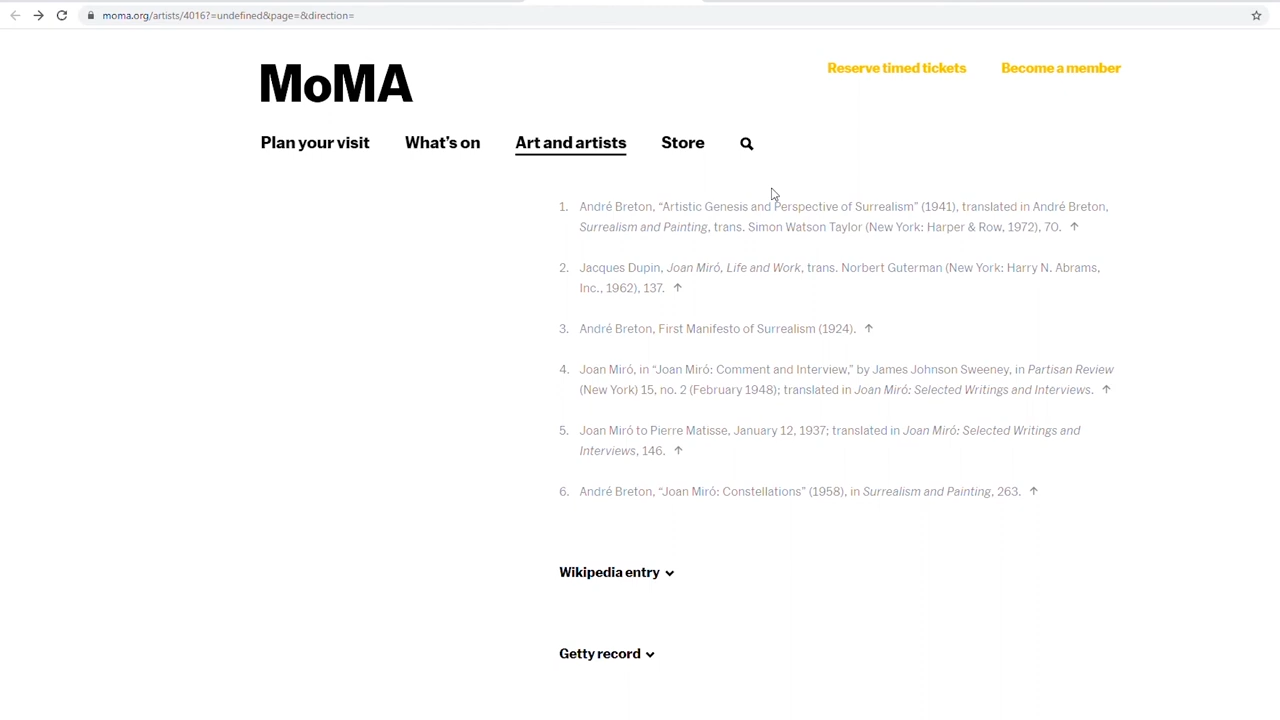 moma.org/artists/4016?=undefined&page=&direction=
MoMA
Reserve timed tickets
Become a member
Plan your visit
What's on
Art and artists
Store
1. André Breton, “Artistic Genesis and Perspective of Surrealism” (1941), translated in André Breton,
Surrealism and Painting, trans. Simon Watson Taylor (New York: Harper & Row, 1972), 70. ↑
2. Jacques Dupin, Joan Miró, Life and Work, trans. Norbert Guterman (New York: Harry N. Abrams,
Inc., 1962), 137. ↑
3. André Breton, First Manifesto of Surrealism (1924). ↑
4. Joan Miró, in “Joan Miró: Comment and Interview,” by James Johnson Sweeney, in Partisan Review
(New York) 15, no. 2 (February 1948); translated in Joan Miró: Selected Writings and Interviews. ↑
5. Joan Miró to Pierre Matisse, January 12, 1937; translated in Joan Miró: Selected Writings and
Interviews, 146. ↑
6. André Breton, “Joan Miró: Constellations” (1958), in Surrealism and Painting, 263. ↑
Wikipedia entry
Getty record